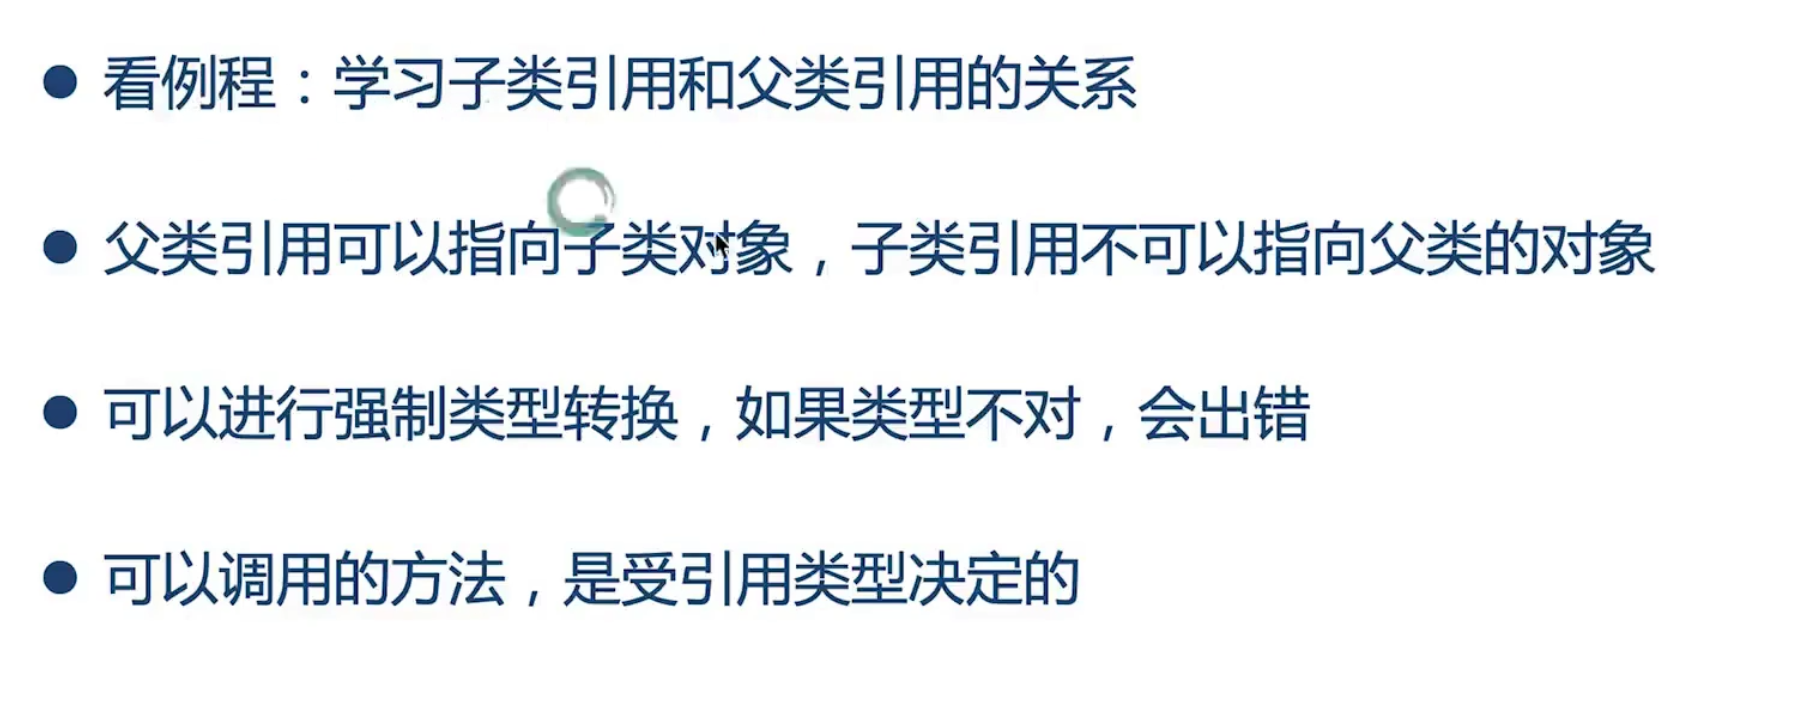 ● 看例程：学习子类引用和父类引用的关系
● 父类引用可以指向子类对象，子类引用不可以指向父类的对象
● 可以进行强制类型转换，如果类型不对，会出错
● 可以调用的方法，是受引用类型决定的